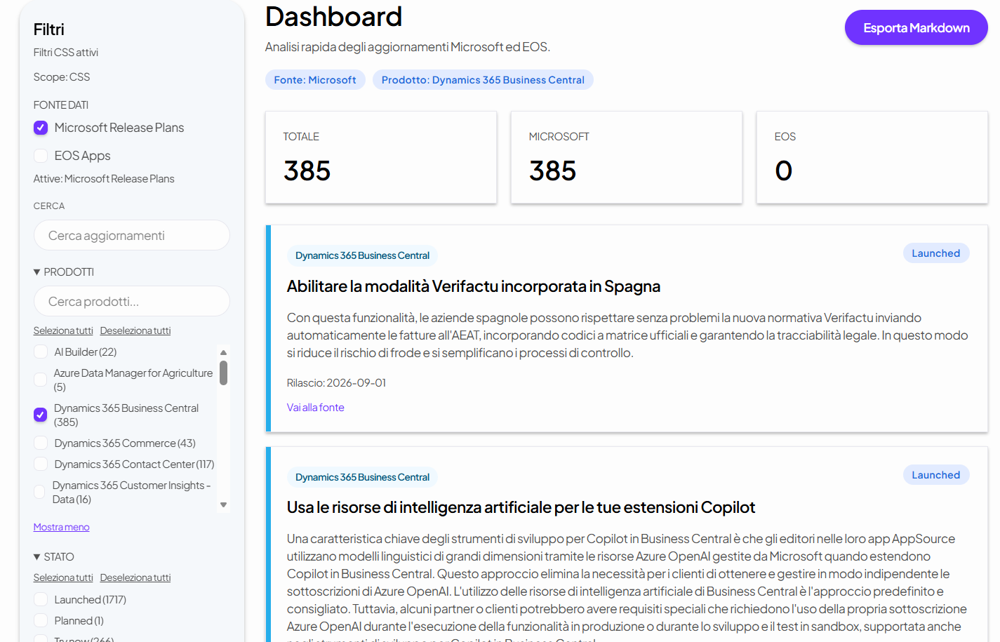 Filtri
Filtri CSS attivi
Scope: CSS
FONTE DATI
Microsoft Release Plans
EOS Apps
Attive: Microsoft Release Plans
CERCA
Cerca aggiornamenti
PRODOTTI
Cerca prodotti...
Seleziona tutti Deseleziona tutti
AI Builder (22)
Azure Data Manager for Agriculture
(5)
Dynamics 365 Business Central
(385)
Dynamics 365 Commerce (43)
Dynamics 365 Contact Center (117)
Dynamics 365 Customer Insights -
Data (16)
Mostra meno
STATO
Seleziona tutti Deseleziona tutti
Launched (1717)
Planned (1)
Try now (266)
Dashboard
Esporta Markdown
Analisi rapida degli aggiornamenti Microsoft ed EOS.
Fonte: Microsoft Prodotto: Dynamics 365 Business Central
TOTALE
385
MICROSOFT
385
EOS
0
Dynamics 365 Business Central
Launched
Abilitare la modalità Verifactu incorporata in Spagna
Con questa funzionalità, le aziende spagnole possono rispettare senza problemi la nuova normativa Verifactu inviando
automaticamente le fatture all'AEAT, incorporando codici a matrice ufficiali e garantendo la tracciabilità legale. In questo modo
si riduce il rischio di frode e si semplificano i processi di controllo.
Rilascio: 2026-09-01
Vai alla fonte
Dynamics 365 Business Central
Launched
Usa le risorse di intelligenza artificiale per le tue estensioni Copilot
Una caratteristica chiave degli strumenti di sviluppo per Copilot in Business Central è che gli editori nelle loro app AppSource
utilizzano modelli linguistici di grandi dimensioni tramite le risorse Azure OpenAI gestite da Microsoft quando estendono
Copilot in Business Central. Questo approccio elimina la necessità per i clienti di ottenere e gestire in modo indipendente le
sottoscrizioni di Azure OpenAI. L'utilizzo delle risorse di intelligenza artificiale di Business Central è l'approccio predefinito e
consigliato. Tuttavia, alcuni partner o clienti potrebbero avere requisiti speciali che richiedono l'uso della propria sottoscrizione
Azure OpenAI durante l'esecuzione della funzionalità in produzione o durante lo sviluppo e il test in sandbox, supportata anche
negli strumenti di sviluppo per Copilot in Business Central.